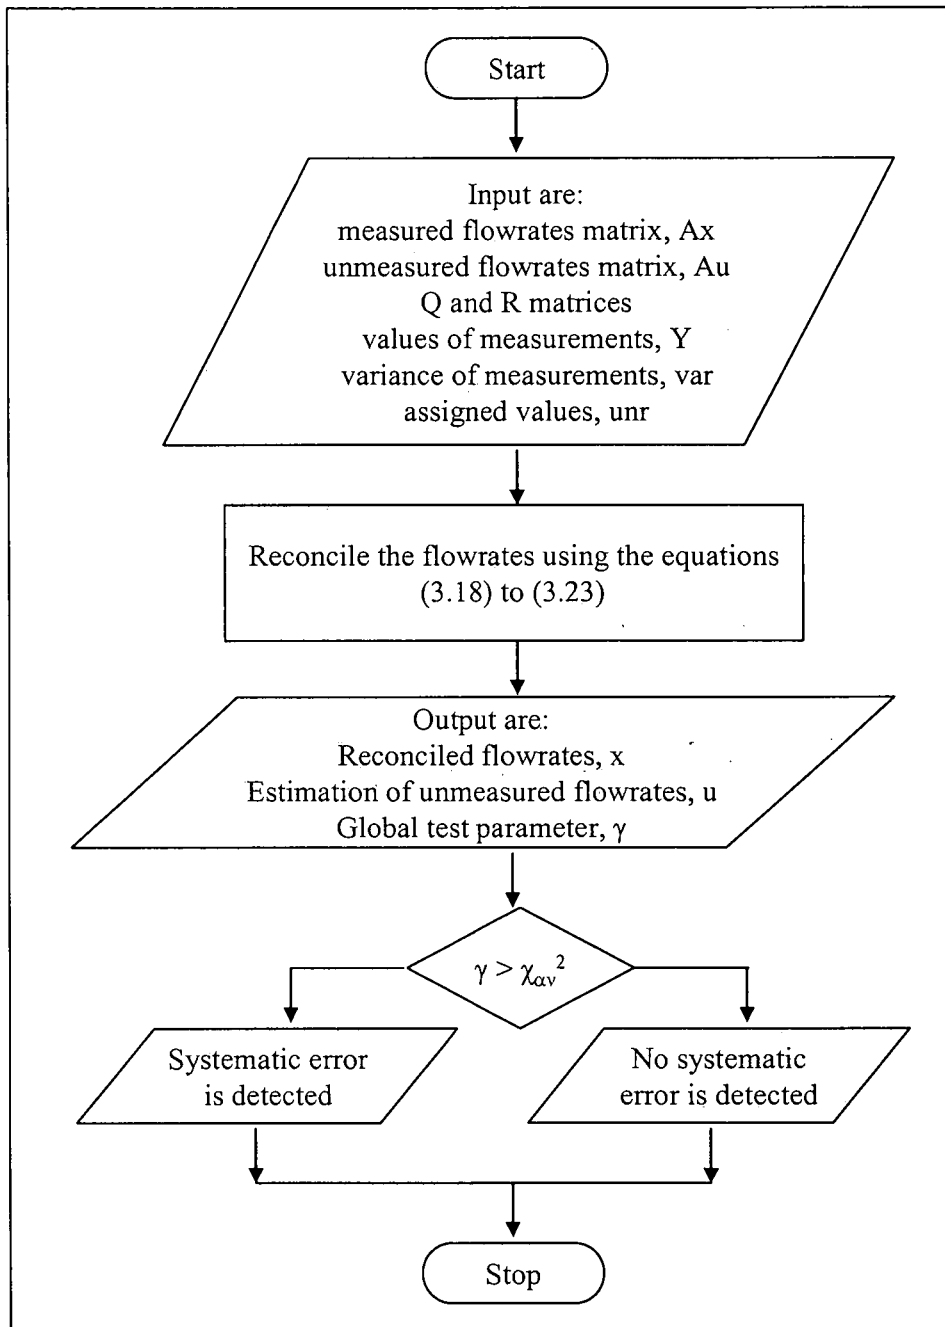 Start
Input are:
measured flowrates matrix, Ax
unmeasured flowrates matrix, Au
Q and R matrices
values of measurements, Y
variance of measurements, var
assigned values, unr
Reconcile the flowrates using the equations
(3.18) to (3.23)
Output are:
Reconciled flowrates, x
Estimation of unmeasured flowrates, u
Global test parameter, γ
γ > χαν²
Systematic error
is detected
No systematic
error is detected
Stop